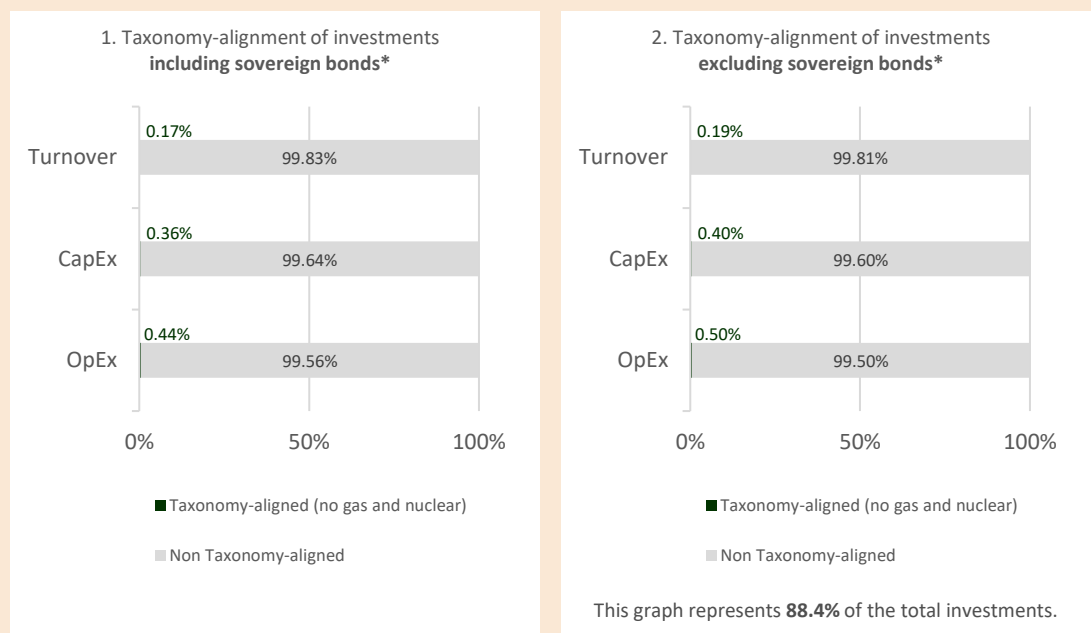 1. Taxonomy-alignment of investments
including sovereign bonds*
Turnover
0.17%
99.83%
CapEx
0.36%
99.64%
OpEx
0.44%
99.56%
0%
50%
100%
Taxonomy-aligned (no gas and nuclear)
Non Taxonomy-aligned
2. Taxonomy-alignment of investments
excluding sovereign bonds*
Turnover
0.19%
99.81%
CapEx
0.40%
99.60%
OpEx
0.50%
99.50%
0%
50%
100%
Taxonomy-aligned (no gas and nuclear)
Non Taxonomy-aligned
This graph represents 88.4% of the total investments.